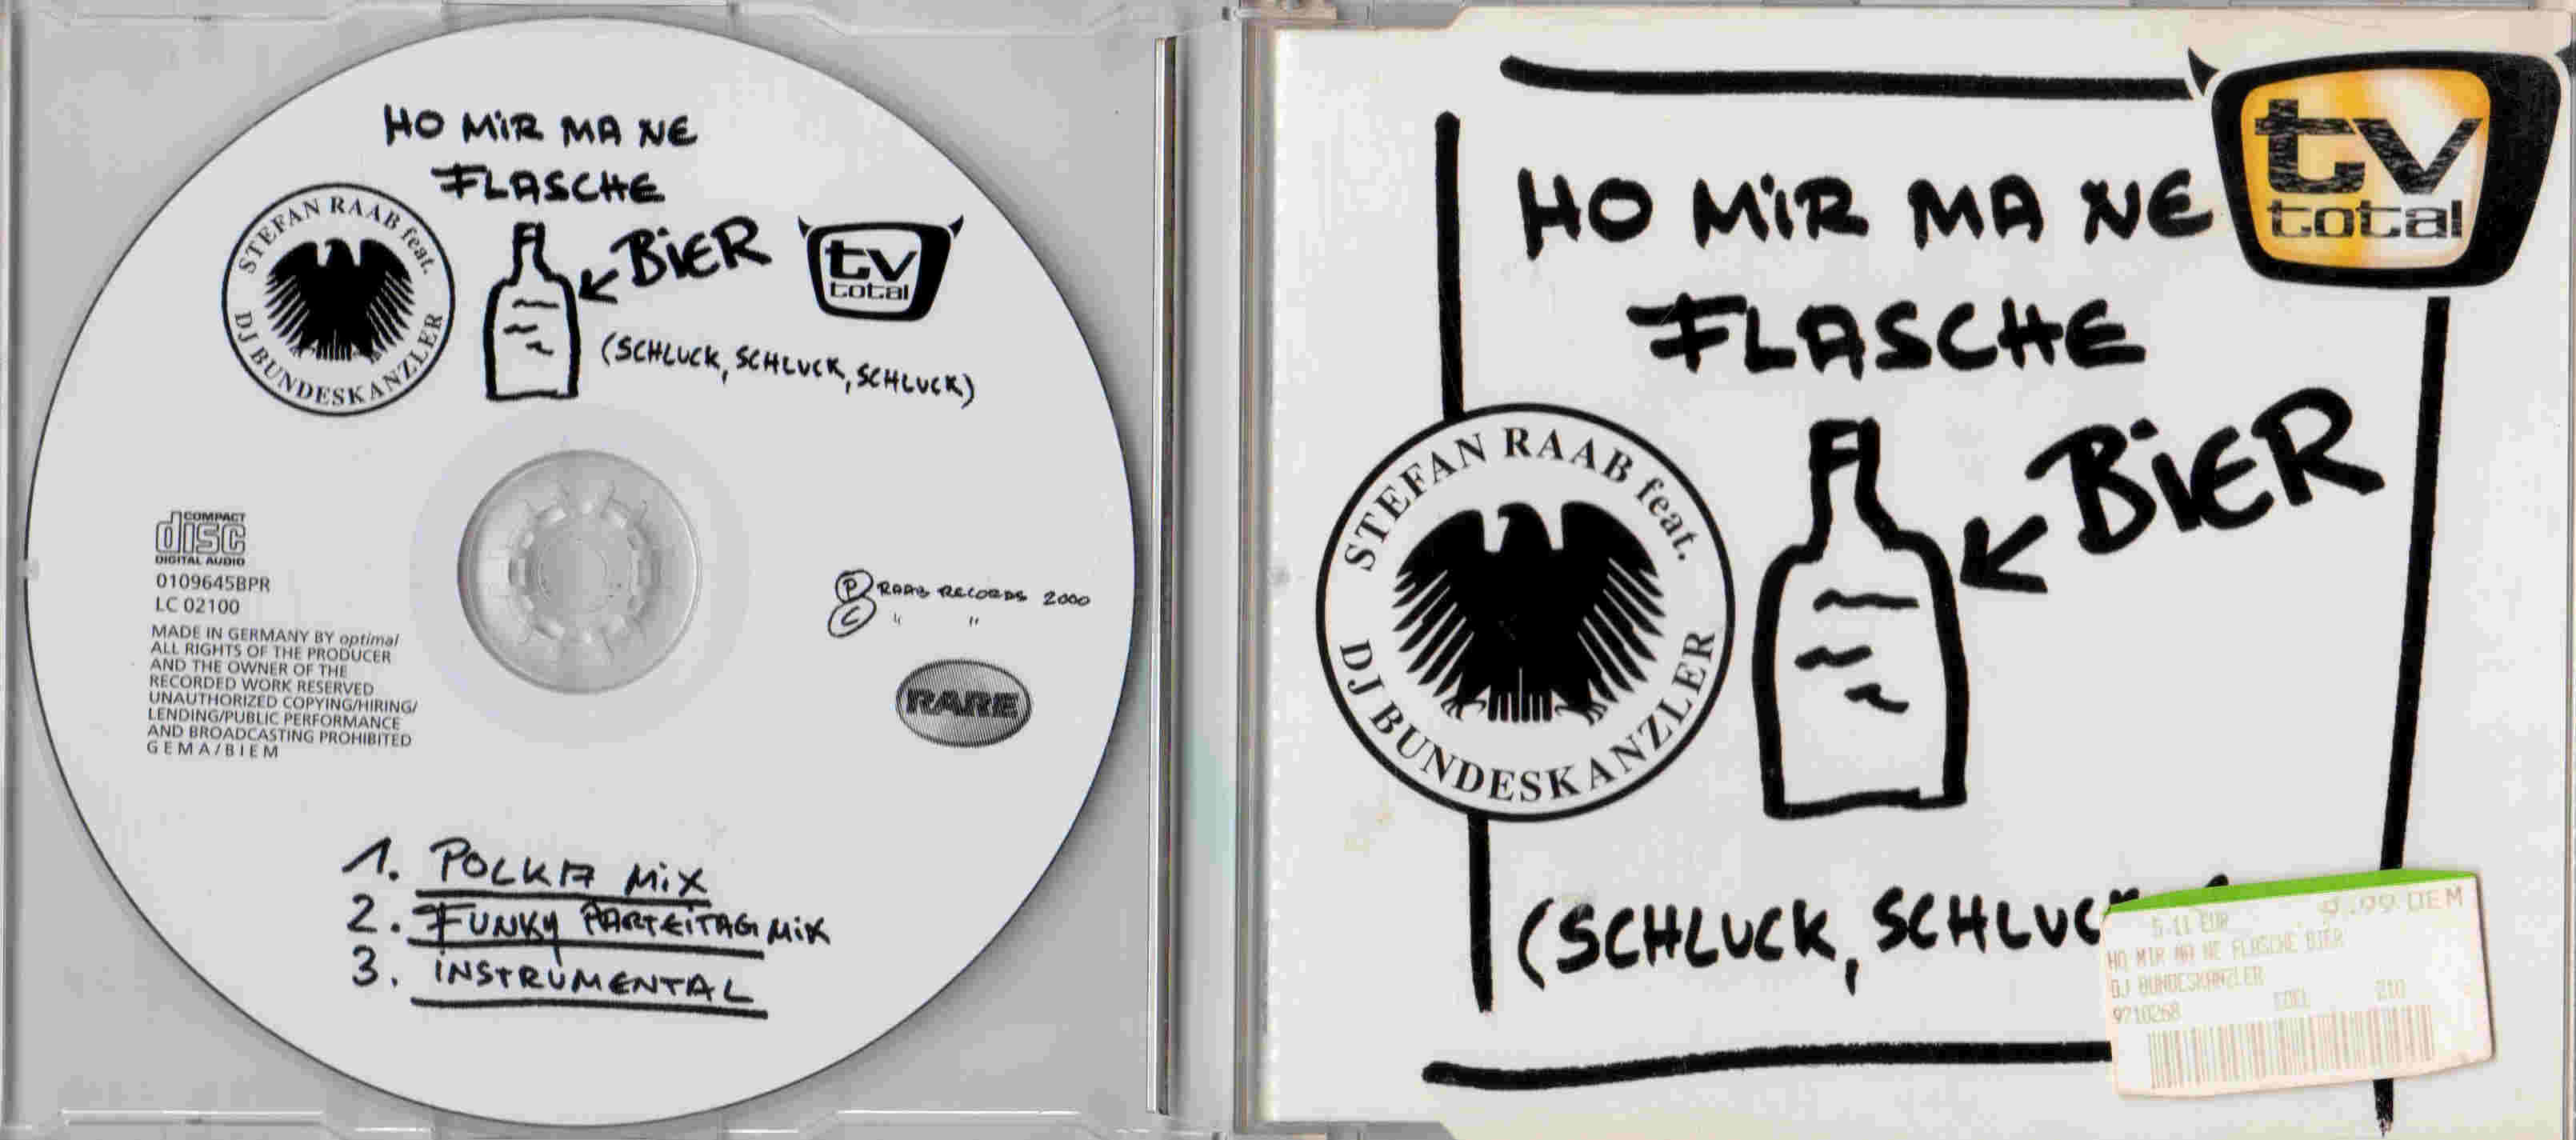 HO MiR MA NE
FLASCHE
BiER
STEFAN RAAB feat.
DJ BUNDESKANZLER
tv
total
(SCHLUCK, SCHLUCK, SCHLUCK)
COMPACT
disc
DIGITAL AUDIO
0109645BPR
LC 02100
MADE IN GERMANY BY optimal
ALL RIGHTS OF THE PRODUCER
AND THE OWNER OF THE
RECORDED WORK RESERVED
UNAUTHORIZED COPYING/HIRING/
LENDING/PUBLIC PERFORMANCE
AND BROADCASTING PROHIBITED
GEMA/BIEM
Ⓟ RAAB RECORDS 2000
© " "
RARE
1. POLKA MiX
2. FUNKY PARTEiTAG MiX
3. iNSTRUMENTAL
HO MiR MA NE
FLASCHE
BiER
tv
total
STEFAN RAAB feat.
DJ BUNDESKANZLER
(SCHLUCK, SCHLUC
5.11 EUR 9.99 DEM
HO MIR MA NE FLASCHE BIER
DJ BUNDESKANZLER
9710268 EDEL 210